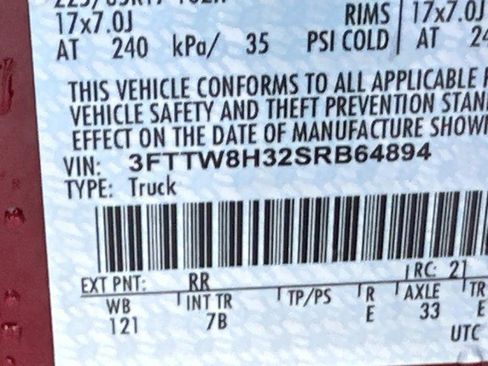 17x7.0J RIMS 17x7.0J
AT 240 kPa/ 35 PSI COLD AT
THIS VEHICLE CONFORMS TO ALL APPLICABLE
VEHICLE SAFETY AND THEFT PREVENTION STAN
EFFECT ON THE DATE OF MANUFACTURE SHOW
VIN: 3FTTW8H32SRB64894
TYPE: Truck
EXT PNT: RR RC: 21
WB INT TR TP/PS R AXLE TR
121 7B E 33 E
UTC